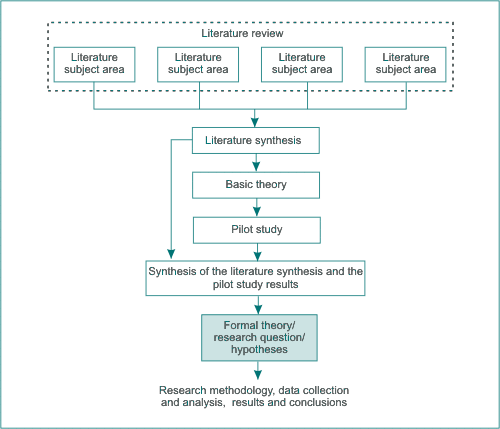 Literature review
Literature
subject area
Literature
subject area
Literature
subject area
Literature
subject area
Literature synthesis
Basic theory
Pilot study
Synthesis of the literature synthesis and the
pilot study results
Formal theory/
research question/
hypotheses
Research methodology, data collection
and analysis, results and conclusions